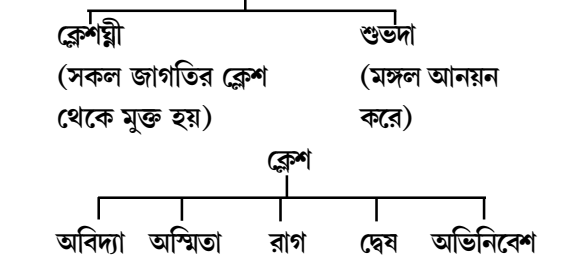 ক্লেশঘ্নী শুভদা
(সকল জাগতির ক্লেশ (মঙ্গল আনয়ন
থেকে মুক্ত হয়) করে)
ক্লেশ
অবিদ্যা অস্মিতা রাগ দ্বেষ অভিনিবেশ